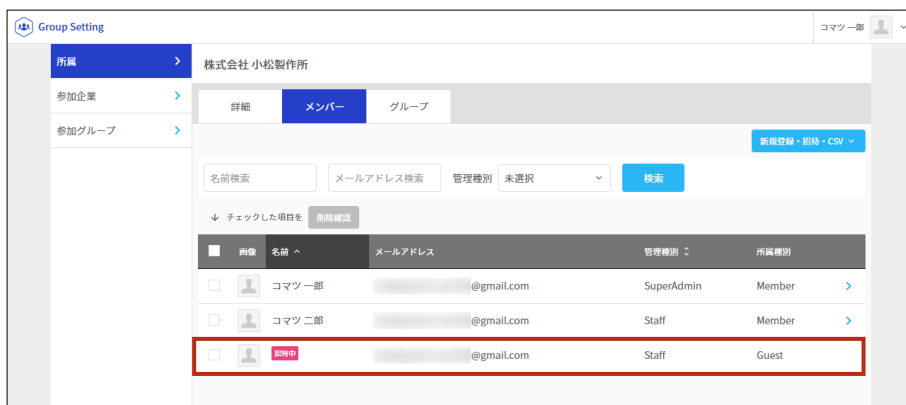 Group Setting
コマツ 一郎
所属
参加企業
参加グループ
株式会社 小松製作所
詳細 メンバー グループ
新規登録・招待・CSV
名前検索 メールアドレス検索 管理種別 未選択 検索
チェックした項目を 削除確認
画像 名前 メールアドレス 管理種別 所属種別
コマツ 一郎 @gmail.com SuperAdmin Member
コマツ 二郎 @gmail.com Staff Member
招待中 @gmail.com Staff Guest